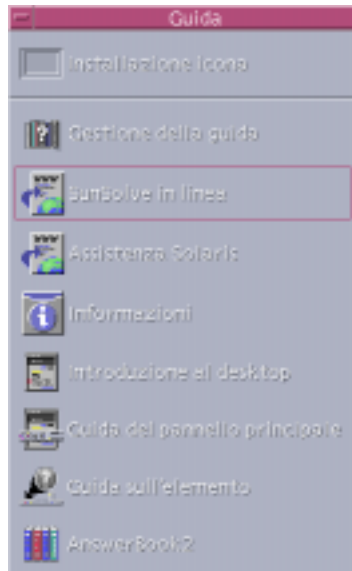 Guida
Installazione icona
Gestione della guida
SunSolve in linea
Assistenza Solaris
Informazioni
Introduzione al desktop
Guida del pannello principale
Guida sull'elemento
AnswerBook2